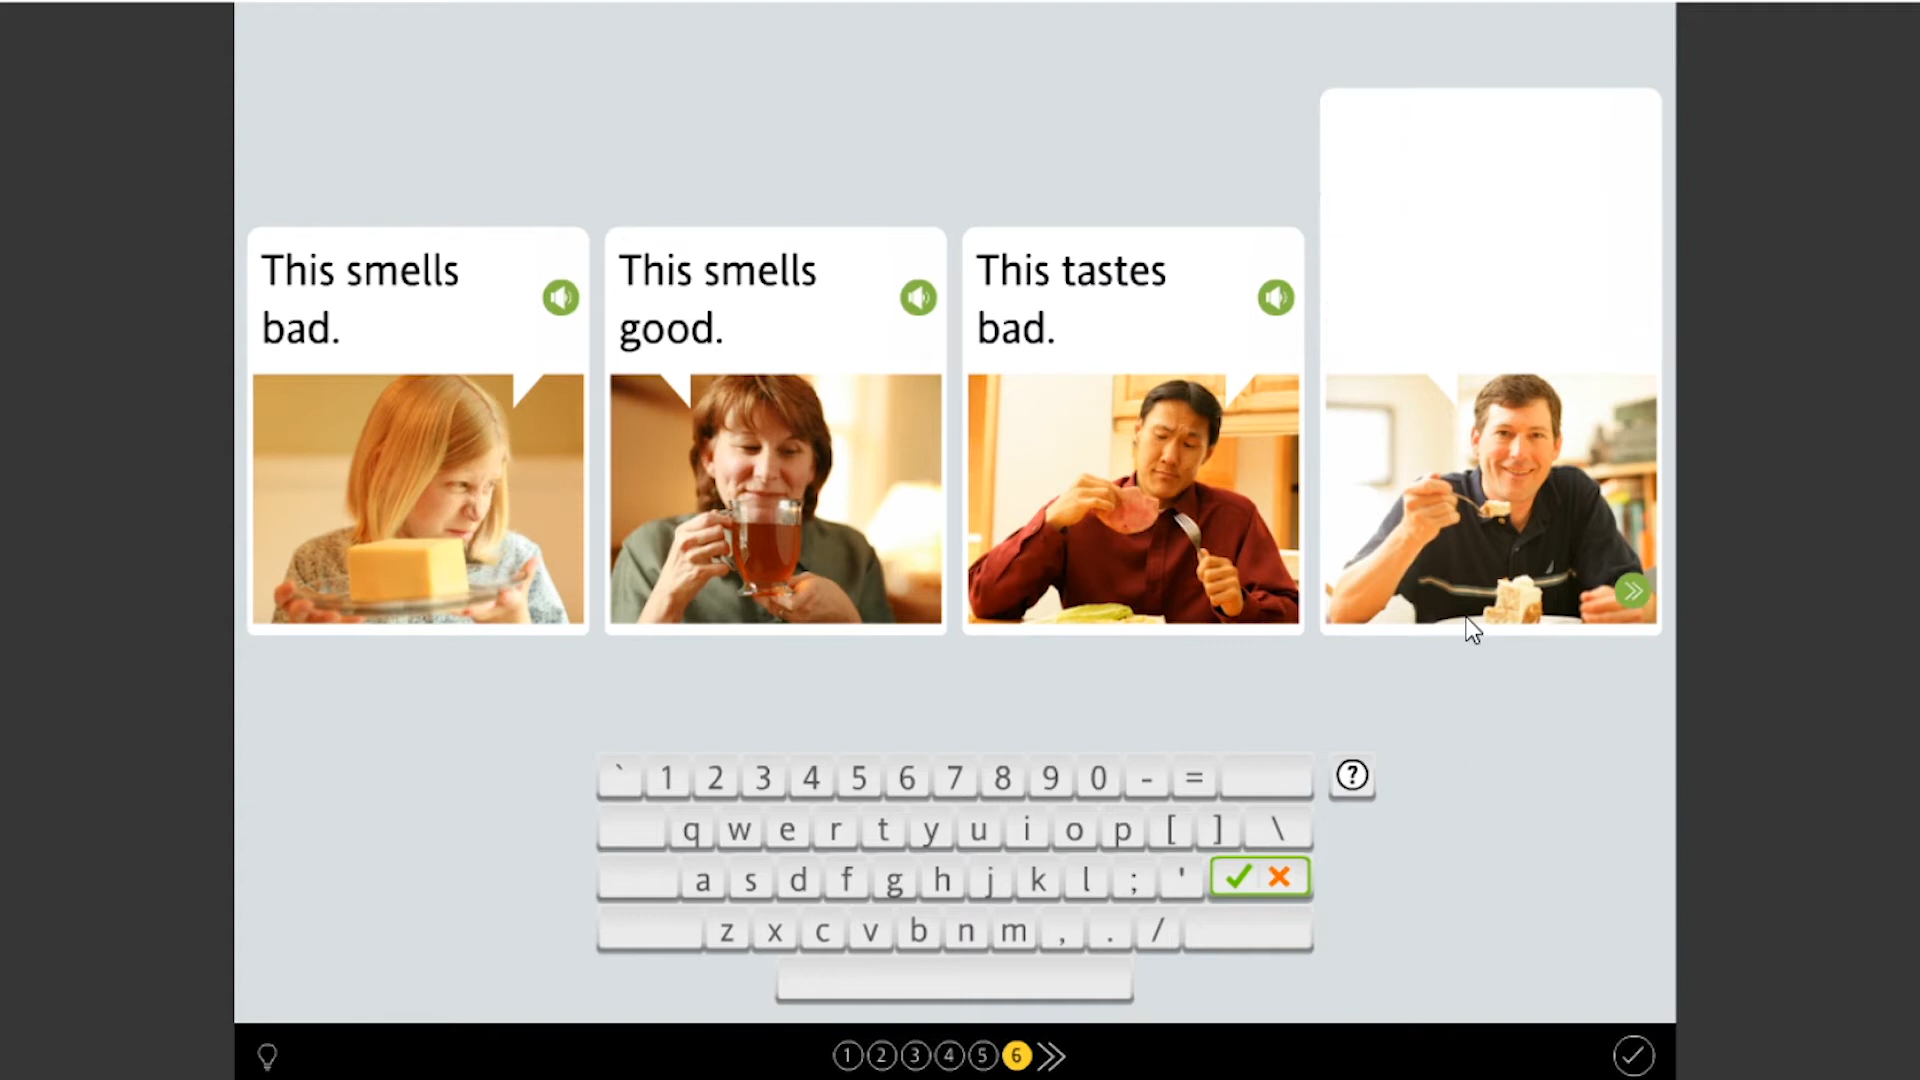 This smells
bad.
This smells
good.
This tastes
bad.
` 1 2 3 4 5 6 7 8 9 0 - =
?
q w e r t y u i o p [ ] \
a s d f g h j k l ; '
z x c v b n m , . /
1 2 3 4 5 6